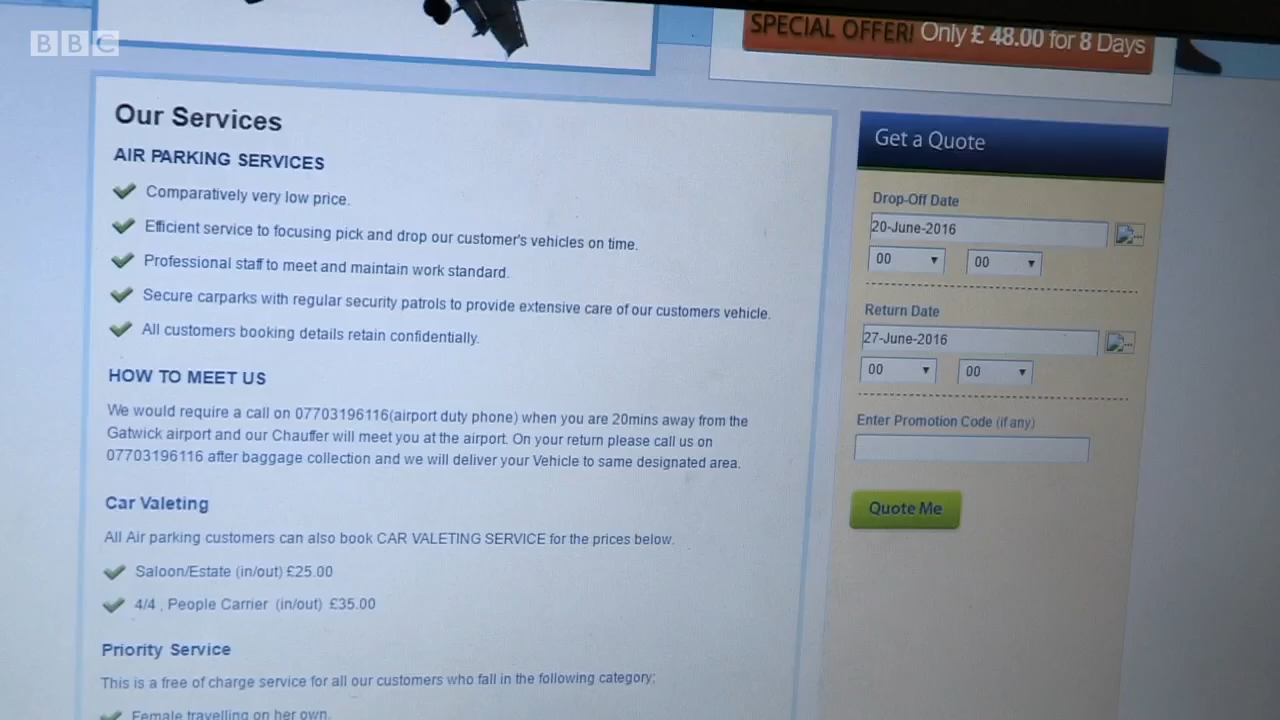 BBC
SPECIAL OFFER! Only £ 48.00 for 8 Days
Our Services
AIR PARKING SERVICES
Comparatively very low price.
Efficient service to focusing pick and drop our customer's vehicles on time.
Professional staff to meet and maintain work standard.
Secure carparks with regular security patrols to provide extensive care of our customers vehicle.
All customers booking details retain confidentially.
HOW TO MEET US
We would require a call on 07703196116(airport duty phone) when you are 20mins away from the
Gatwick airport and our Chauffer will meet you at the airport. On your return please call us on
07703196116 after baggage collection and we will deliver your Vehicle to same designated area.
Car Valeting
All Air parking customers can also book CAR VALETING SERVICE for the prices below.
Saloon/Estate (in/out) £25.00
4/4 , People Carrier (in/out) £35.00
Priority Service
This is a free of charge service for all our customers who fall in the following category:
Female travelling on her own.
Get a Quote
Drop-Off Date
20-June-2016
00 00
Return Date
27-June-2016
00 00
Enter Promotion Code (if any)
Quote Me